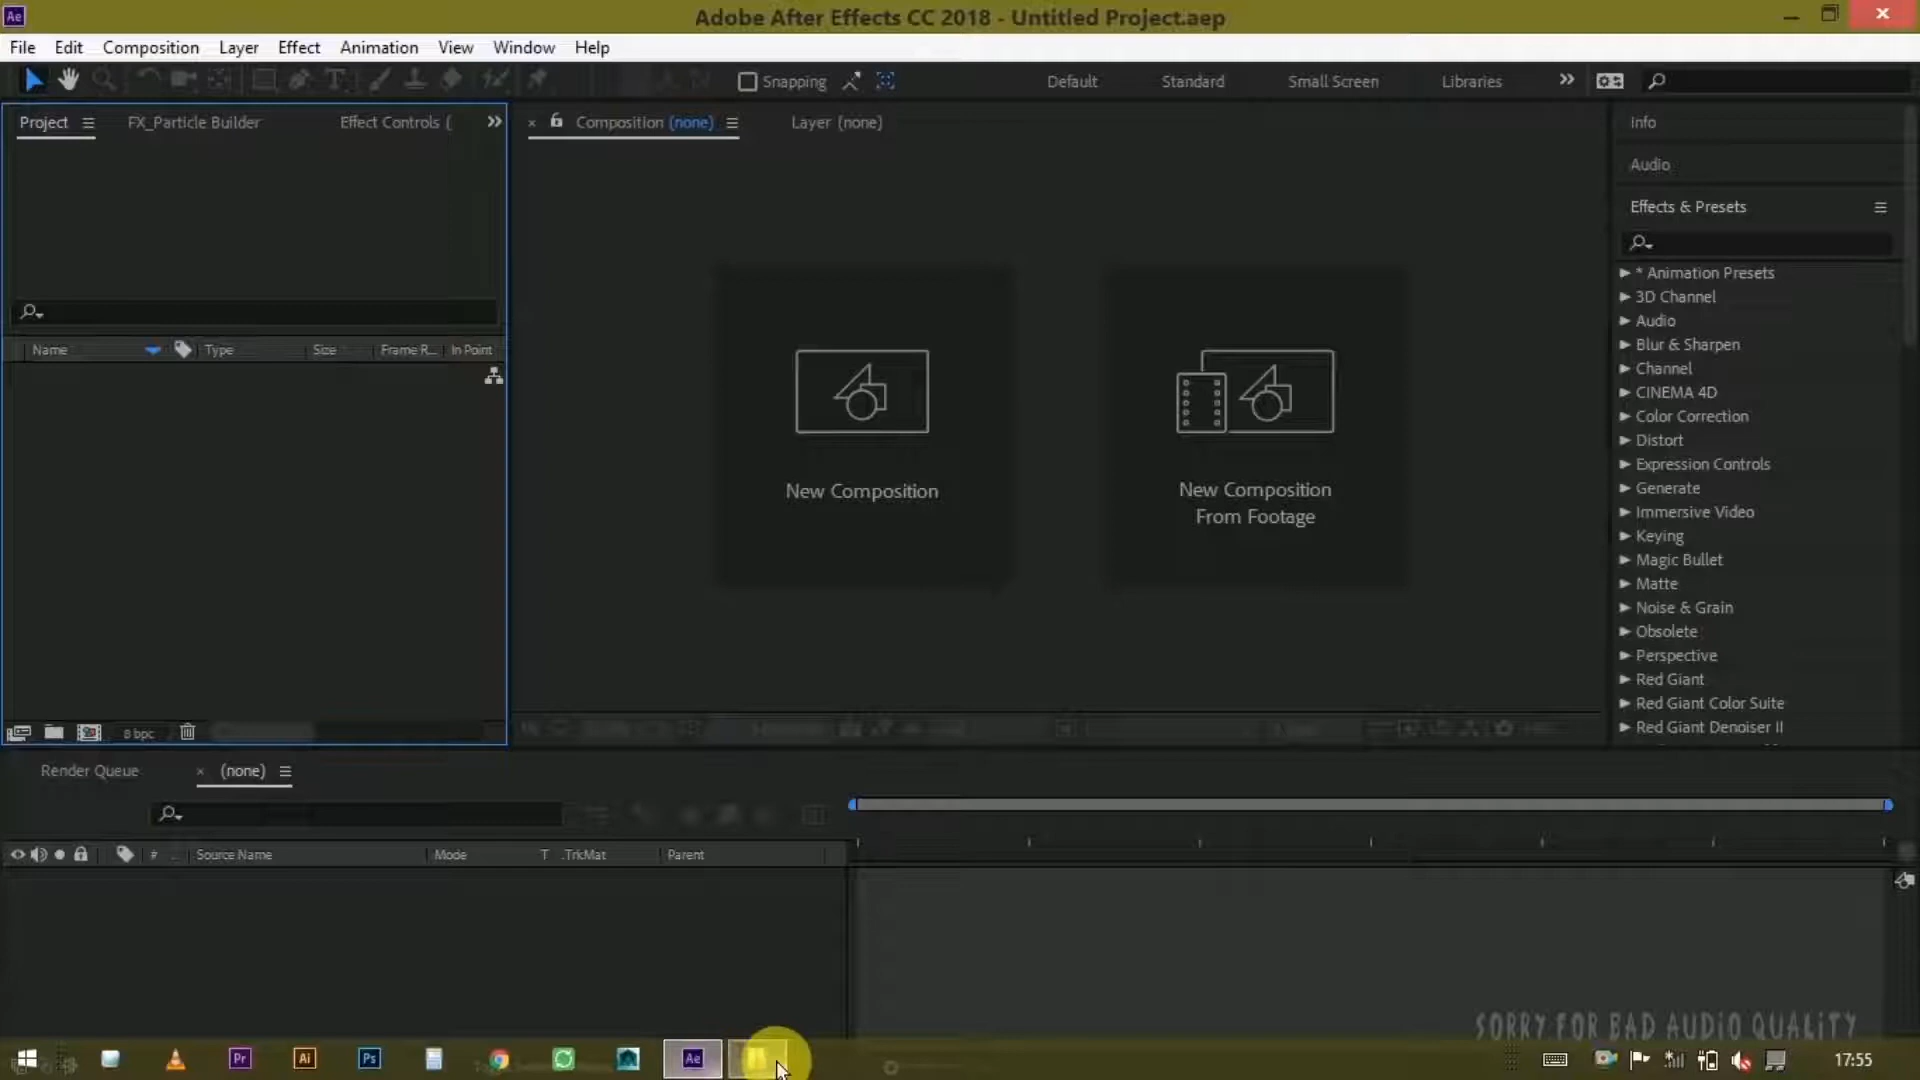 Ae
Adobe After Effects CC 2018 - Untitled Project.aep
File Edit Composition Layer Effect Animation View Window Help
Snapping
Default Standard Small Screen Libraries
Project FX_Particle Builder Effect Controls (
Composition (none) Layer (none)
Info
Audio
Effects & Presets
Name Type Size Frame R... In Point
* Animation Presets
3D Channel
Audio
Blur & Sharpen
Channel
CINEMA 4D
Color Correction
Distort
Expression Controls
Generate
Immersive Video
Keying
Magic Bullet
Matte
Noise & Grain
Obsolete
Perspective
Red Giant
Red Giant Color Suite
Red Giant Denoiser II
New Composition
New Composition
From Footage
8 bpc
Render Queue (none)
# Source Name Mode T .TrkMat Parent
SORRY FOR BAD AUDIO QUALITY
Pr Ai Ps Ae
17:55